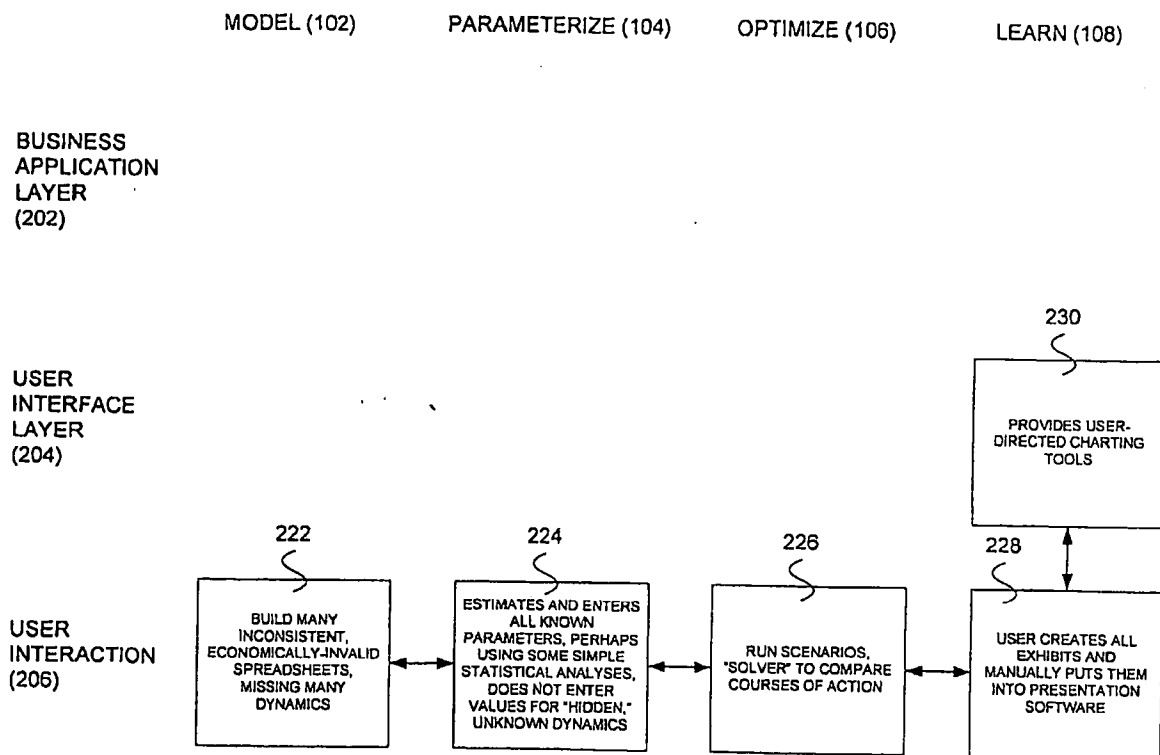 MODEL (102)
PARAMETERIZE (104)
OPTIMIZE (106)
LEARN (108)
BUSINESS
APPLICATION
LAYER
(202)
USER
INTERFACE
LAYER
(204)
230
PROVIDES USER-
DIRECTED CHARTING
TOOLS
USER
INTERACTION
(206)
222
BUILD MANY
INCONSISTENT,
ECONOMICALLY-INVALID
SPREADSHEETS,
MISSING MANY
DYNAMICS
224
ESTIMATES AND ENTERS
ALL KNOWN
PARAMETERS, PERHAPS
USING SOME SIMPLE
STATISTICAL ANALYSES,
DOES NOT ENTER
VALUES FOR "HIDDEN,"
UNKNOWN DYNAMICS
226
RUN SCENARIOS,
"SOLVER" TO COMPARE
COURSES OF ACTION
228
USER CREATES ALL
EXHIBITS AND
MANUALLY PUTS THEM
INTO PRESENTATION
SOFTWARE